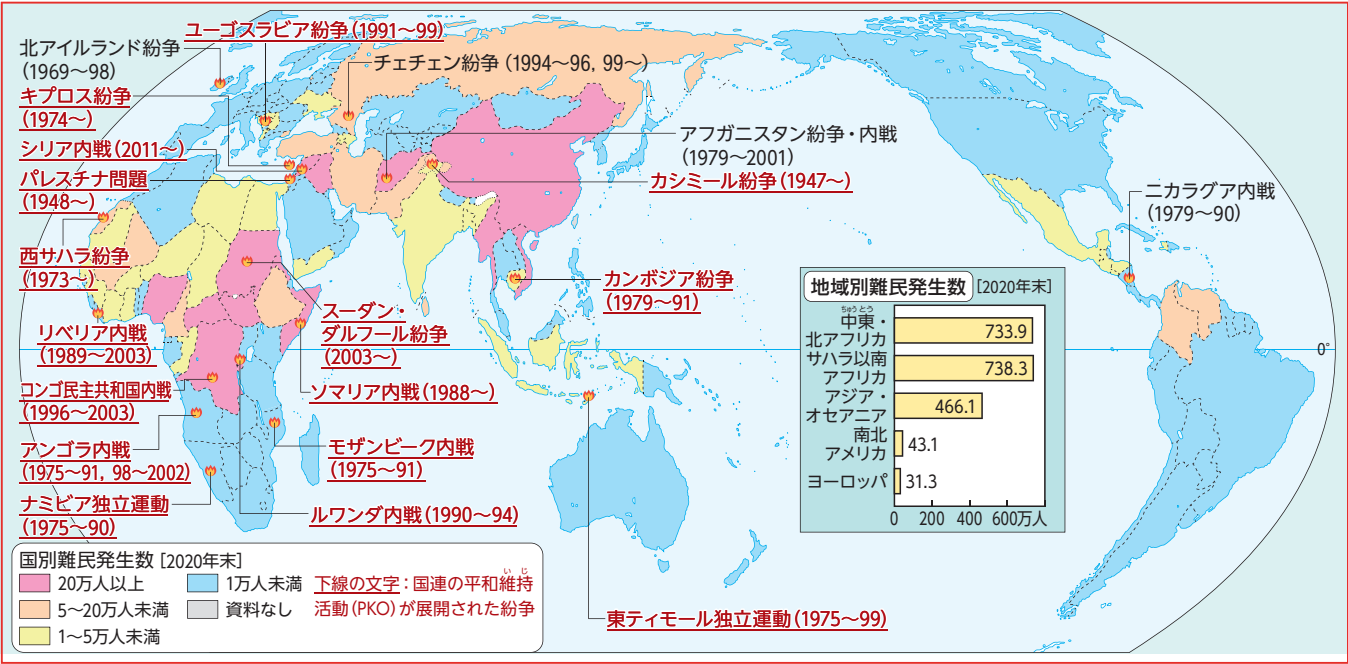 ユーゴスラビア紛争(1991〜99)
北アイルランド紛争
(1969〜98)
チェチェン紛争(1994〜96, 99〜)
キプロス紛争
(1974〜)
シリア内戦(2011〜)
パレスチナ問題
(1948〜)
アフガニスタン紛争・内戦
(1979〜2001)
カシミール紛争(1947〜)
ニカラグア内戦
(1979〜90)
西サハラ紛争
(1973〜)
カンボジア紛争
(1979〜91)
スーダン・
ダルフール紛争
(2003〜)
リベリア内戦
(1989〜2003)
ソマリア内戦(1988〜)
コンゴ民主共和国内戦
(1996〜2003)
アンゴラ内戦
(1975〜91, 98〜2002)
モザンビーク内戦
(1975〜91)
ナミビア独立運動
(1975〜90)
ルワンダ内戦(1990〜94)
東ティモール独立運動(1975〜99)
0°
地域別難民発生数 [2020年末]
ちゅうとう
中東・
北アフリカ
733.9
サハラ以南
アフリカ
738.3
アジア・
オセアニア
466.1
南北
アメリカ
43.1
ヨーロッパ
31.3
0 200 400 600万人
国別難民発生数 [2020年末]
20万人以上
5〜20万人未満
1〜5万人未満
1万人未満
資料なし
いじ
下線の文字:国連の平和維持
活動(PKO)が展開された紛争